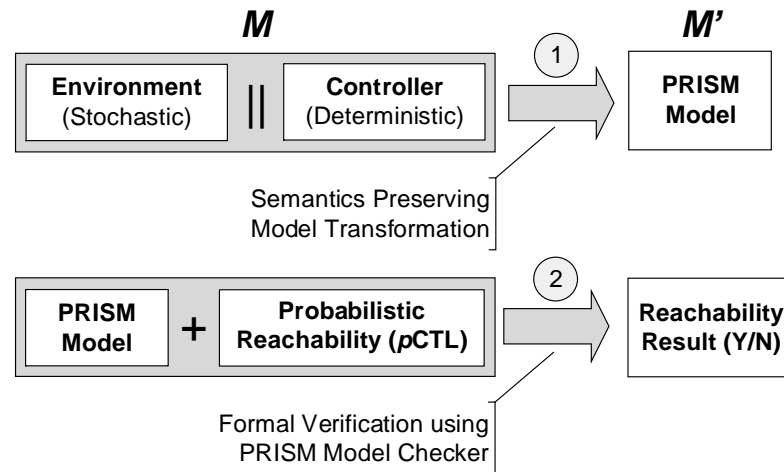 M
M'
Environment
(Stochastic)
||
Controller
(Deterministic)
1
PRISM
Model
Semantics Preserving
Model Transformation
PRISM
Model
+
Probabilistic
Reachability (pCTL)
2
Reachability
Result (Y/N)
Formal Verification using
PRISM Model Checker